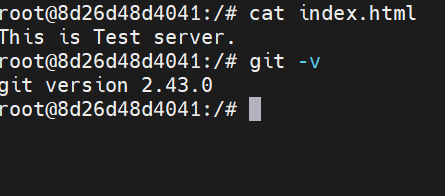 root@8d26d48d4041:/# cat index.html
This is Test server.
root@8d26d48d4041:/# git -v
git version 2.43.0
root@8d26d48d4041:/#